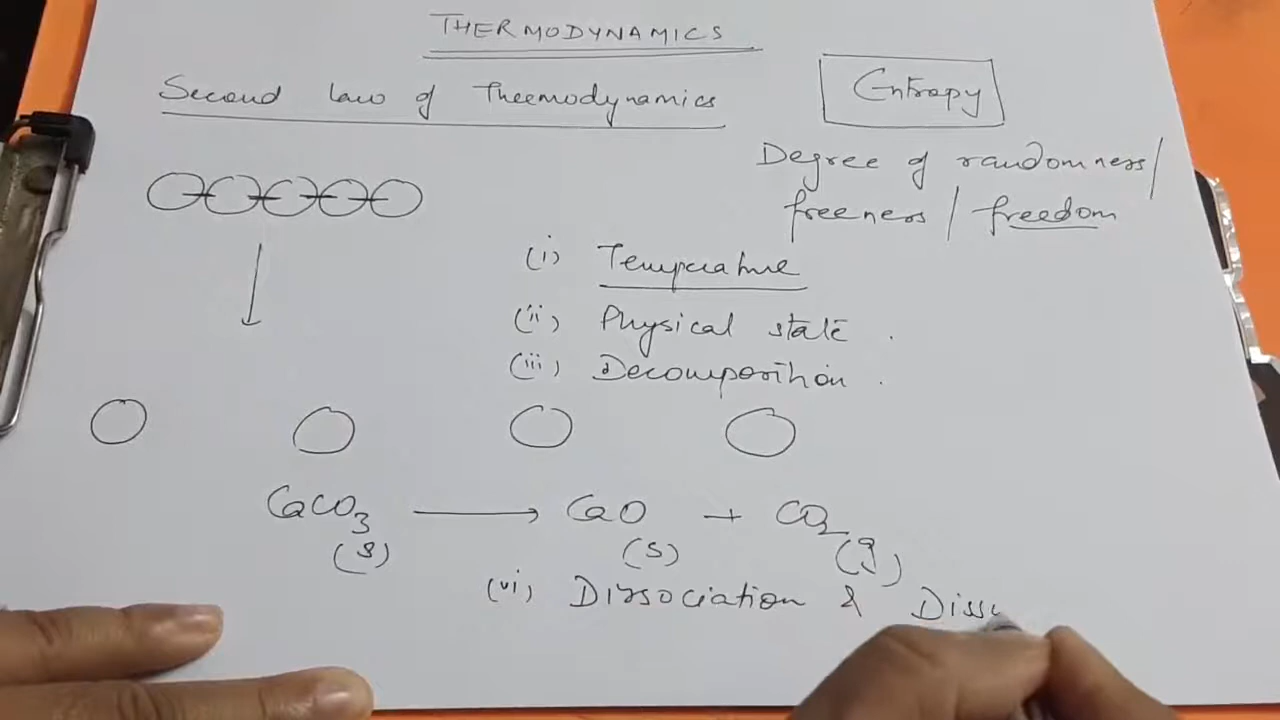 THERMODYNAMICS
Second law of Thermodynamics
Entropy
Degree of randomness/
freeness / freedom
(i) Temperature
(ii) Physical state .
(iii) Decomposition .
CaCO3 (s) → CaO (s) + CO2 (g)
(vi) Dissociation & Diss